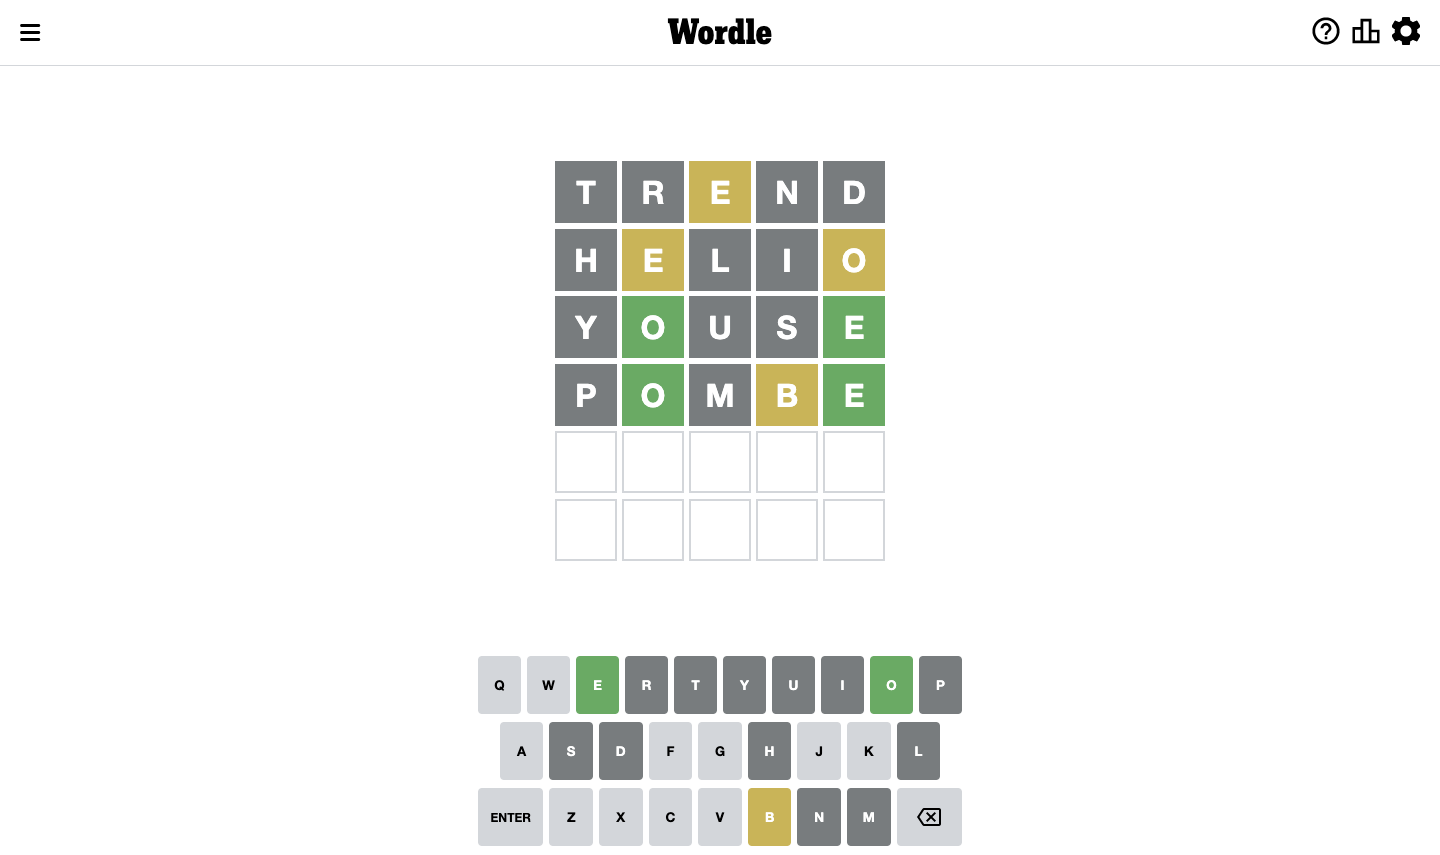 Wordle
T R E N D
H E L I O
Y O U S E
P O M B E
Q W E R T Y U I O P
A S D F G H J K L
ENTER Z X C V B N M